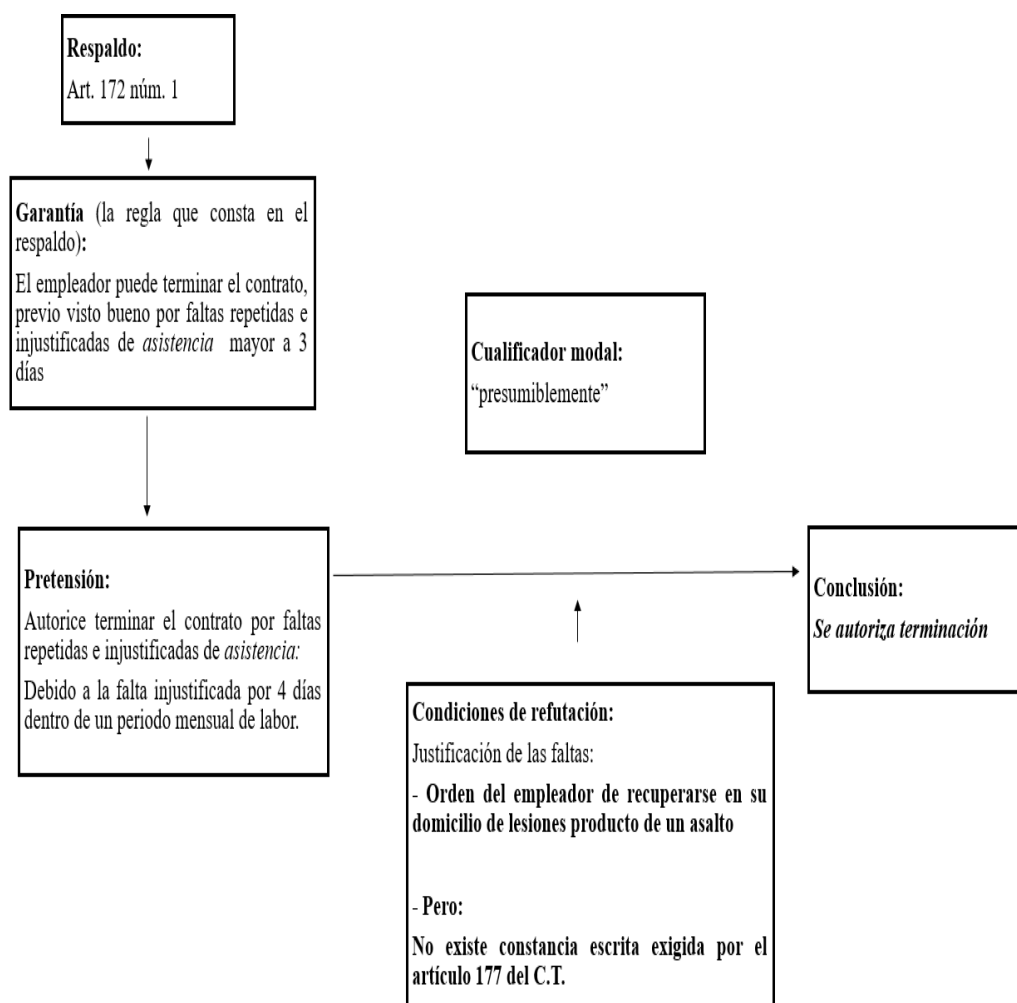 Respaldo:
Art. 172 núm. 1
Garantía (la regla que consta en el
respaldo):
El empleador puede terminar el contrato,
previo visto bueno por faltas repetidas e
injustificadas de asistencia mayor a 3
días
Cualificador modal:
“presumiblemente”
Pretensión:
Autorice terminar el contrato por faltas
repetidas e injustificadas de asistencia:
Debido a la falta injustificada por 4 días
dentro de un periodo mensual de labor.
Conclusión:
Se autoriza terminación
Condiciones de refutación:
Justificación de las faltas:
- Orden del empleador de recuperarse en su
domicilio de lesiones producto de un asalto
- Pero:
No existe constancia escrita exigida por el
artículo 177 del C.T.